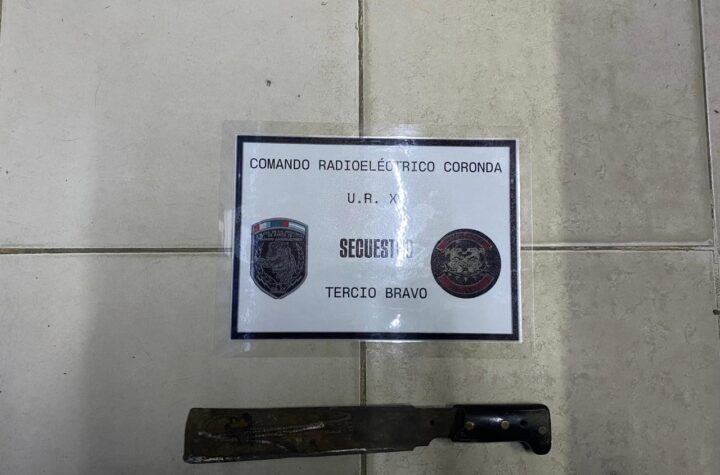 COMANDO RADIOELÉCTRICO CORONDA
U.R. X
SECUESTRO
TERCIO BRAVO